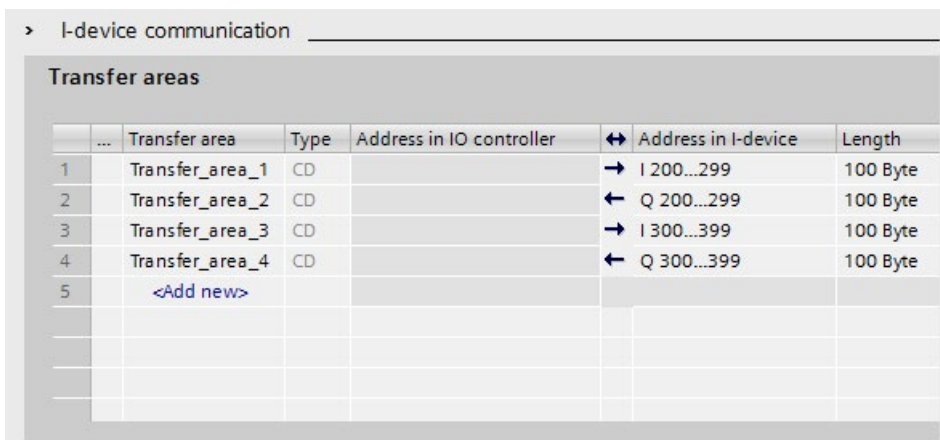 I-device communication
Transfer areas
... Transfer area Type Address in IO controller ↔ Address in I-device Length
1 Transfer_area_1 CD → I 200...299 100 Byte
2 Transfer_area_2 CD ← Q 200...299 100 Byte
3 Transfer_area_3 CD → I 300...399 100 Byte
4 Transfer_area_4 CD ← Q 300...399 100 Byte
5 <Add new>